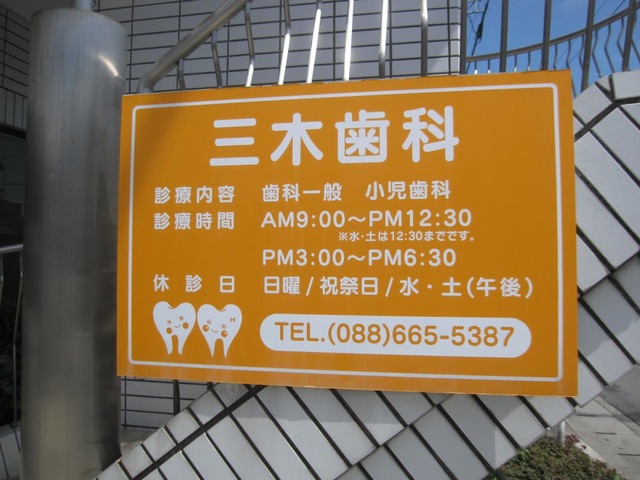 三木歯科
診療内容 歯科一般 小児歯科
診療時間 AM9:00～PM12:30
※水・土は12:30までです。
PM3:00～PM6:30
休診日 日曜/祝祭日/水・土(午後)
TEL.(088)665-5387